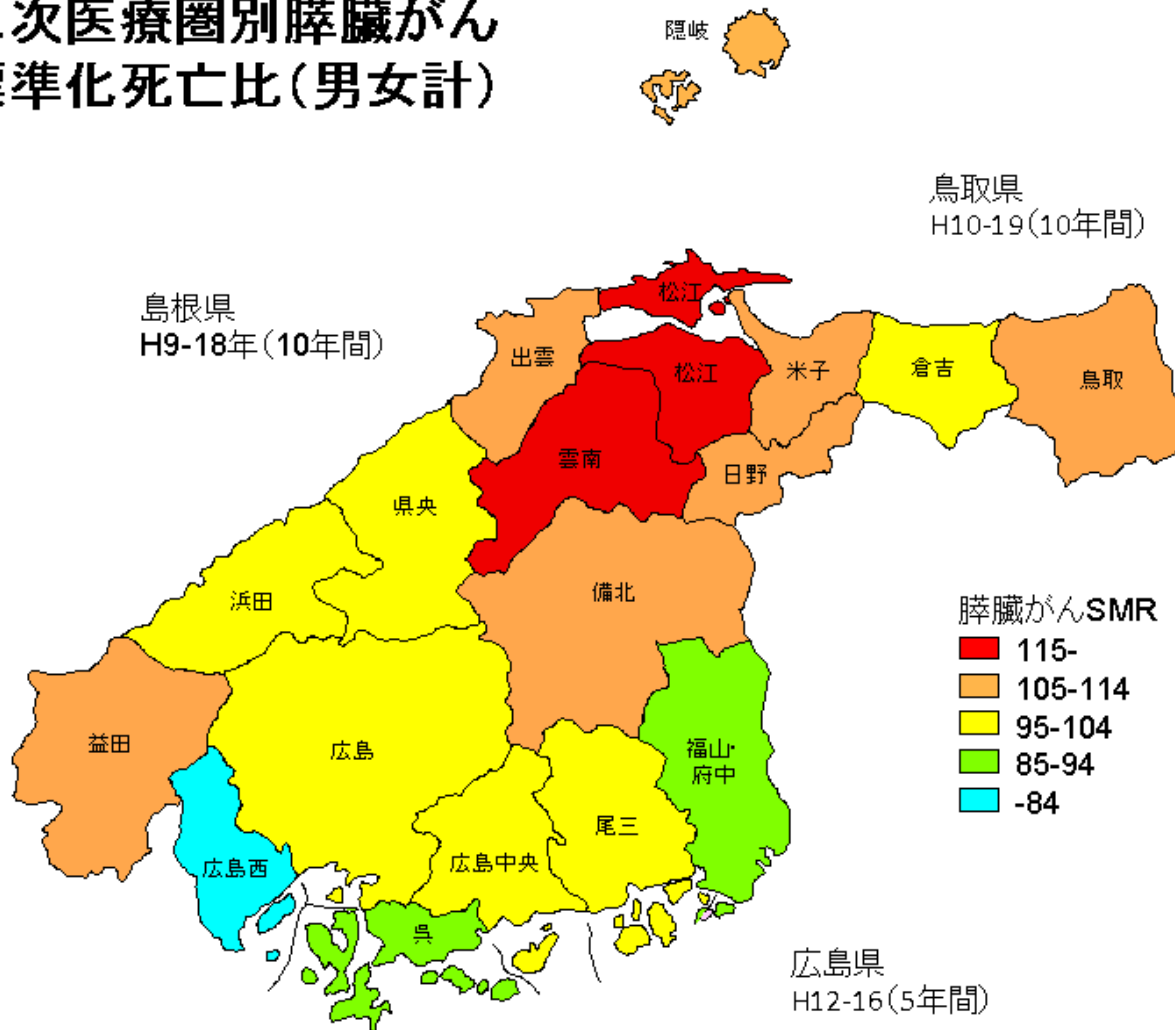 次医療圏別膵臓がん
準化死亡比(男女計)
隠岐
鳥取県
H10-19(10年間)
島根県
H9-18年(10年間)
松江
出雲
松江
米子
倉吉
鳥取
雲南
日野
県央
備北
浜田
益田
広島
福山・
府中
尾三
広島西
広島中央
呉
膵臓がんSMR
115-
105-114
95-104
85-94
-84
広島県
H12-16(5年間)